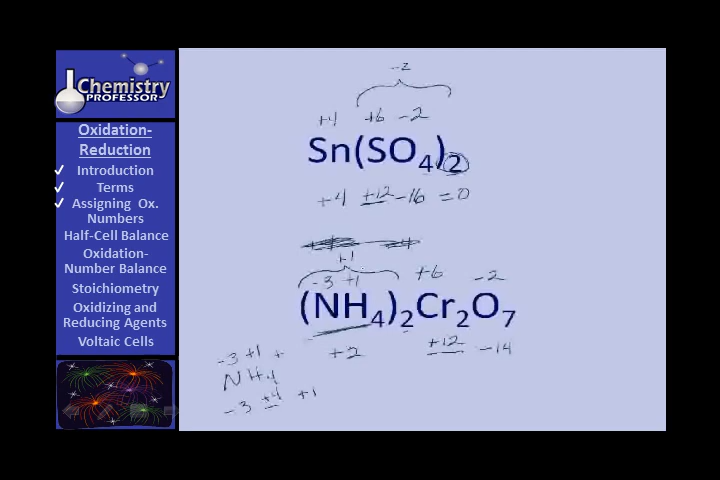 Chemistry
PROFESSOR
Oxidation-
Reduction
✓ Introduction
✓ Terms
✓ Assigning Ox.
Numbers
Half-Cell Balance
Oxidation-
Number Balance
Stoichiometry
Oxidizing and
Reducing Agents
Voltaic Cells
-2
+4 +6 -2
Sn(SO₄)₂
+4 +12 -16 =0
+1
-3 +1 +6 -2
(NH₄)₂Cr₂O₇
+2 +12 -14
-3 +1 +
NH4
-3 +4 +1